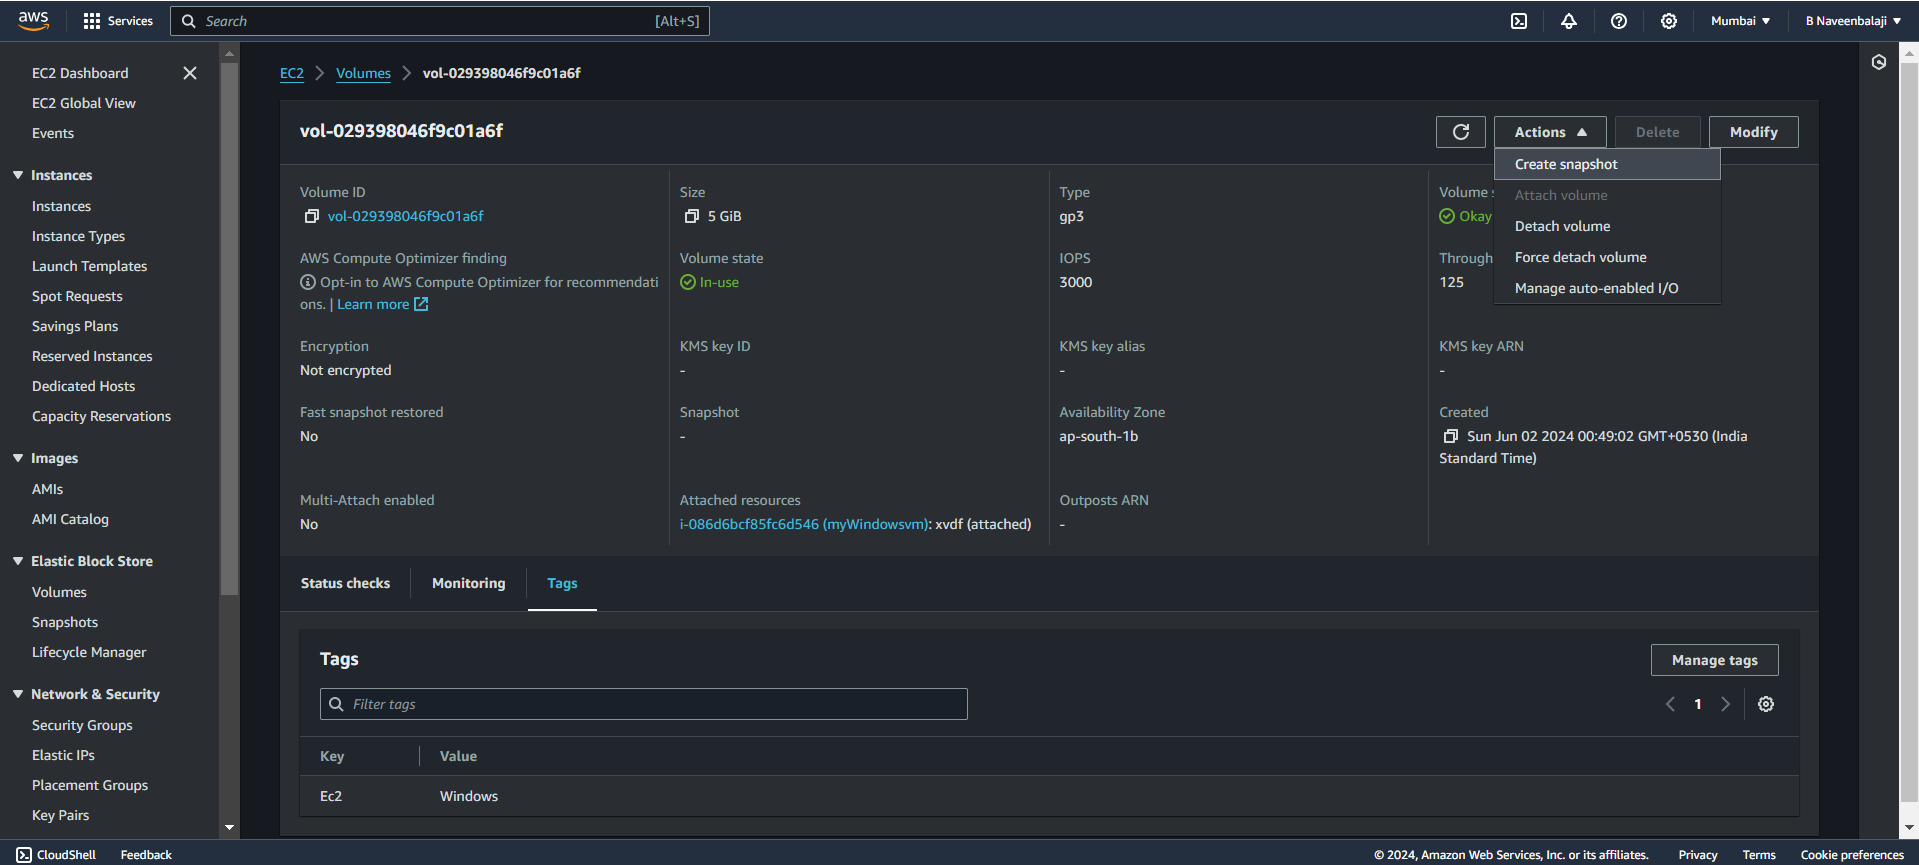 aws
Services
Search
[Alt+S]
Mumbai
B Naveenbalaji
EC2 Dashboard
EC2 Global View
Events
Instances
Instances
Instance Types
Launch Templates
Spot Requests
Savings Plans
Reserved Instances
Dedicated Hosts
Capacity Reservations
Images
AMIs
AMI Catalog
Elastic Block Store
Volumes
Snapshots
Lifecycle Manager
Network & Security
Security Groups
Elastic IPs
Placement Groups
Key Pairs
EC2
Volumes
vol-029398046f9c01a6f
vol-029398046f9c01a6f
Actions
Delete
Modify
Create snapshot
Attach volume
Detach volume
Force detach volume
Manage auto-enabled I/O
Volume ID
vol-029398046f9c01a6f
Size
5 GiB
Type
gp3
Volume s
Okay
AWS Compute Optimizer finding
Opt-in to AWS Compute Optimizer for recommendati
ons. | Learn more
Volume state
In-use
IOPS
3000
Through
125
Encryption
Not encrypted
KMS key ID
-
KMS key alias
-
KMS key ARN
-
Fast snapshot restored
No
Snapshot
-
Availability Zone
ap-south-1b
Created
Sun Jun 02 2024 00:49:02 GMT+0530 (India
Standard Time)
Multi-Attach enabled
No
Attached resources
i-086d6bcf85fc6d546 (myWindowsvm): xvdf (attached)
Outposts ARN
-
Status checks
Monitoring
Tags
Tags
Manage tags
Filter tags
1
Key
Value
Ec2
Windows
CloudShell
Feedback
© 2024, Amazon Web Services, Inc. or its affiliates.
Privacy
Terms
Cookie preferences